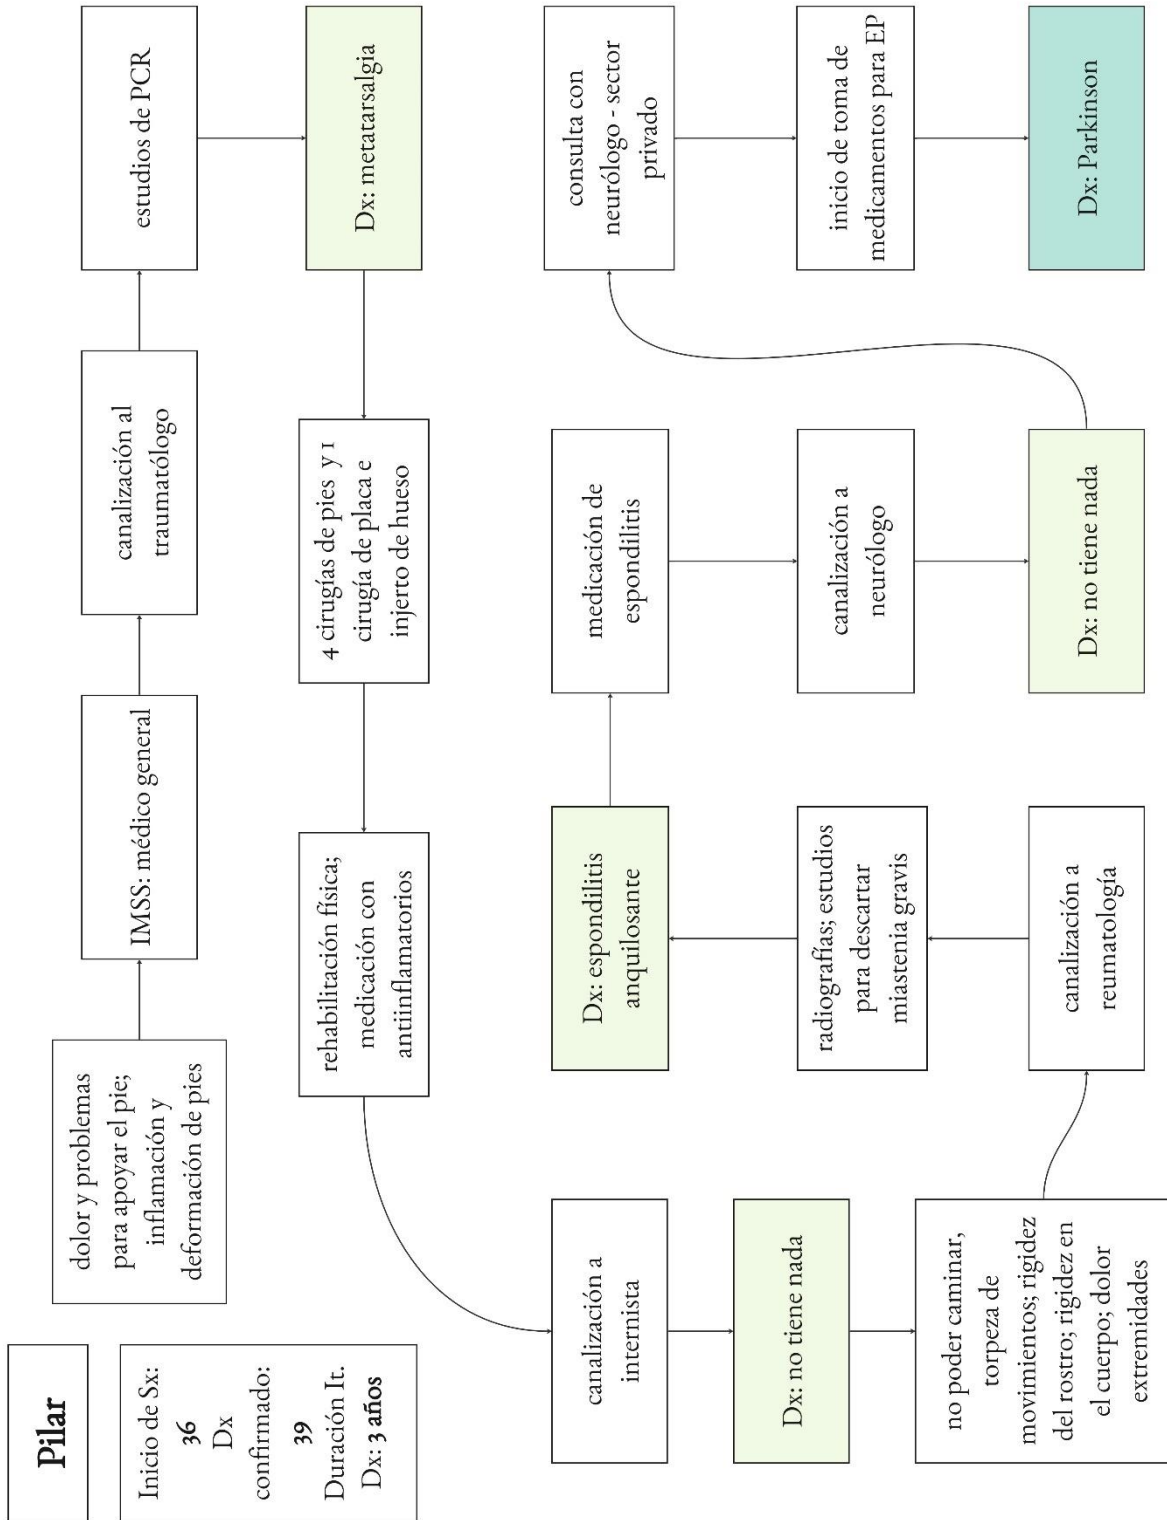 Pilar
Inicio de Sx:
36
Dx
confirmado:
39
Duración It.
Dx: 3 años
dolor y problemas
para apoyar el pie;
inflamación y
deformación de pies
IMSS: médico general
canalización al
traumatólogo
estudios de PCR
Dx: metatarsalgia
4 cirugías de pies y 1
cirugía de placa e
injerto de hueso
rehabilitación física;
medicación con
antiinflamatorios
canalización a
internista
Dx: no tiene nada
no poder caminar,
torpeza de
movimientos; rigidez
del rostro; rigidez en
el cuerpo; dolor
extremidades
canalización a
reumatología
radiografías; estudios
para descartar
miastenia gravis
Dx: espondilitis
anquilosante
medicación de
espondilitis
canalización a
neurólogo
Dx: no tiene nada
consulta con
neurólogo - sector
privado
inicio de toma de
medicamentos para EP
Dx: Parkinson